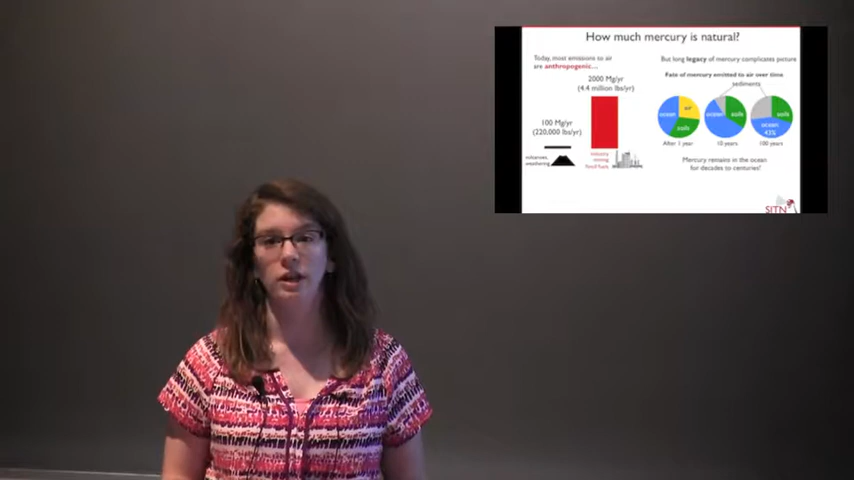 How much mercury is natural?
Today, most emissions to air
are anthropogenic...
2000 Mg/yr
(4.4 million lbs/yr)
100 Mg/yr
(220,000 lbs/yr)
volcanoes,
weathering
industry
mining
fossil fuels
But long legacy of mercury complicates picture
Fate of mercury emitted to air over time
sediments
ocean
air
soils
ocean
soils
ocean
43%
soils
After 1 year
10 years
100 years
Mercury remains in the ocean
for decades to centuries!
SITN